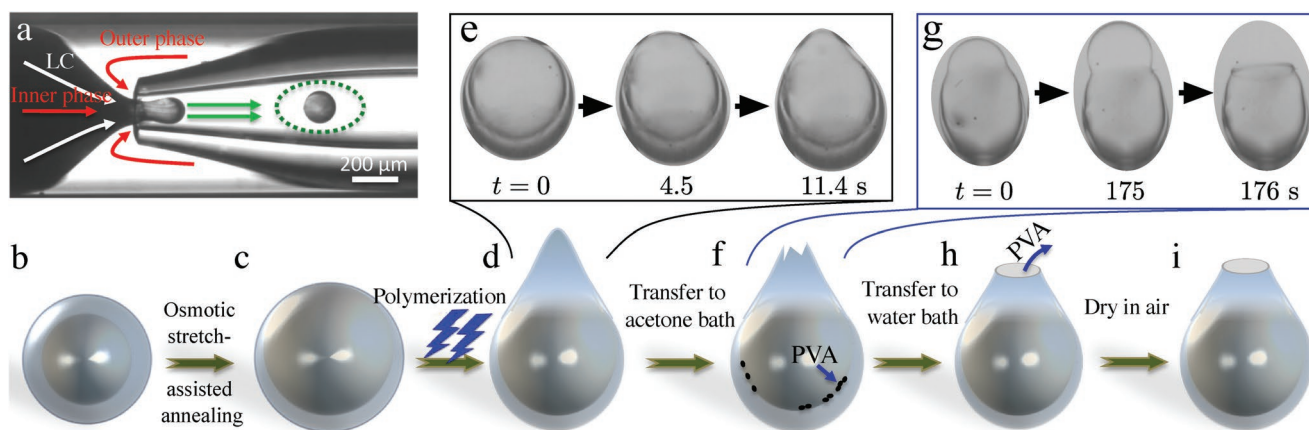 a
Outer phase
LC
Inner phase
200 μm
e
t = 0
4.5
11.4 s
g
t = 0
175
176 s
b
Osmotic
stretch-
assisted
annealing
c
Polymerization
d
Transfer to
acetone bath
f
PVA
Transfer to
water bath
h
PVA
Dry in air
i